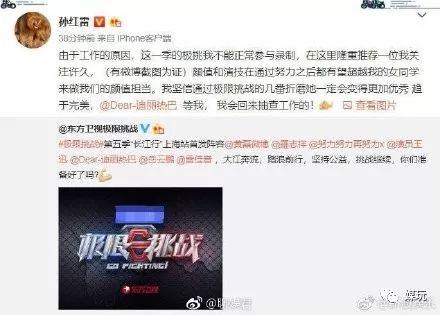 孙红雷
38分钟前 来自 iPhone客户端
由于工作的原因，这一季的极挑我不能正常参与录制，在这里隆重推荐一位我关
注许久，（有微博截图为证）颜值和演技在通过努力之后都有望超越我的女同学
来做我们的颜值担当。我坚信通过极限挑战的几番折磨她一定会变得更加优秀 趋
于完美。@Dear-迪丽热巴 等我， 我会回来抽查工作的！ 查看图片
@东方卫视极限挑战
#极限挑战#第五季“长江行”上海站首发阵容@黄磊微博 @罗志祥 @努力努力再努力x @演员王
迅 @Dear-迪丽热巴 @岳云鹏 @雷佳音 ，大江奔流，踏浪前行，坚持公益，挑战继续，你们准
备好了吗？
极限挑战
GO FIGHTING!
媒玩